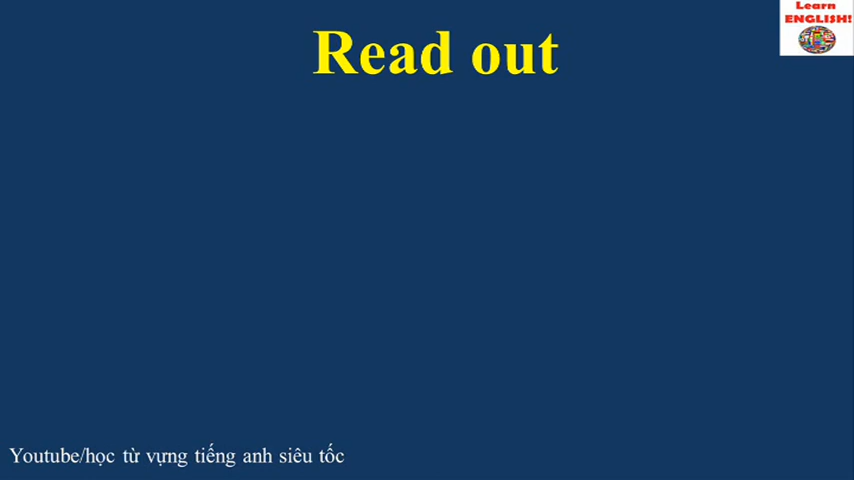 Learn
ENGLISH!
Read out
Youtube/học từ vựng tiếng anh siêu tốc